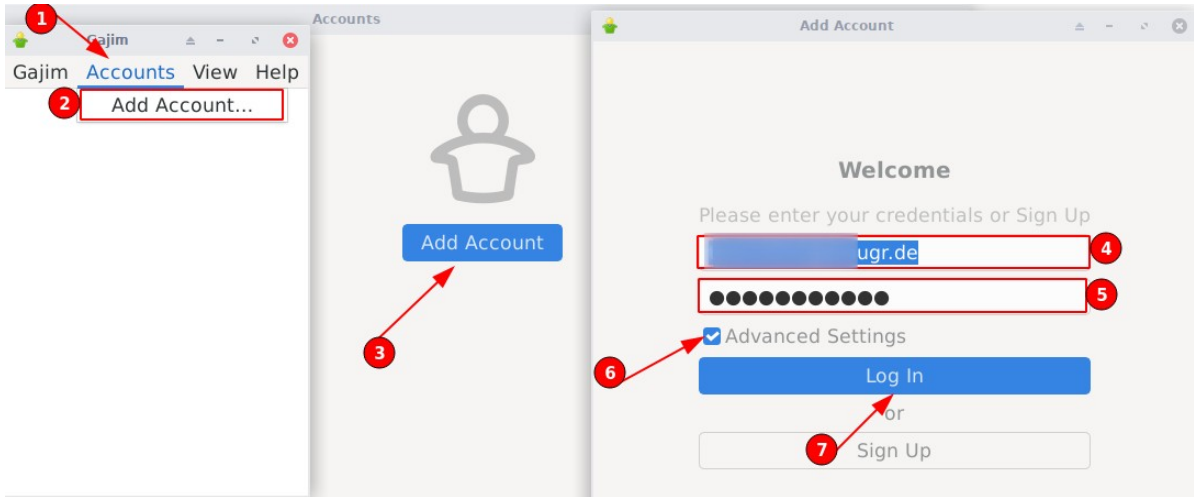 1
Accounts
Gajim
Add Account
Gajim Accounts View Help
2
Add Account...
Welcome
Please enter your credentials or Sign Up
Add Account
ugr.de
4
5
3
Advanced Settings
6
Log In
or
7
Sign Up